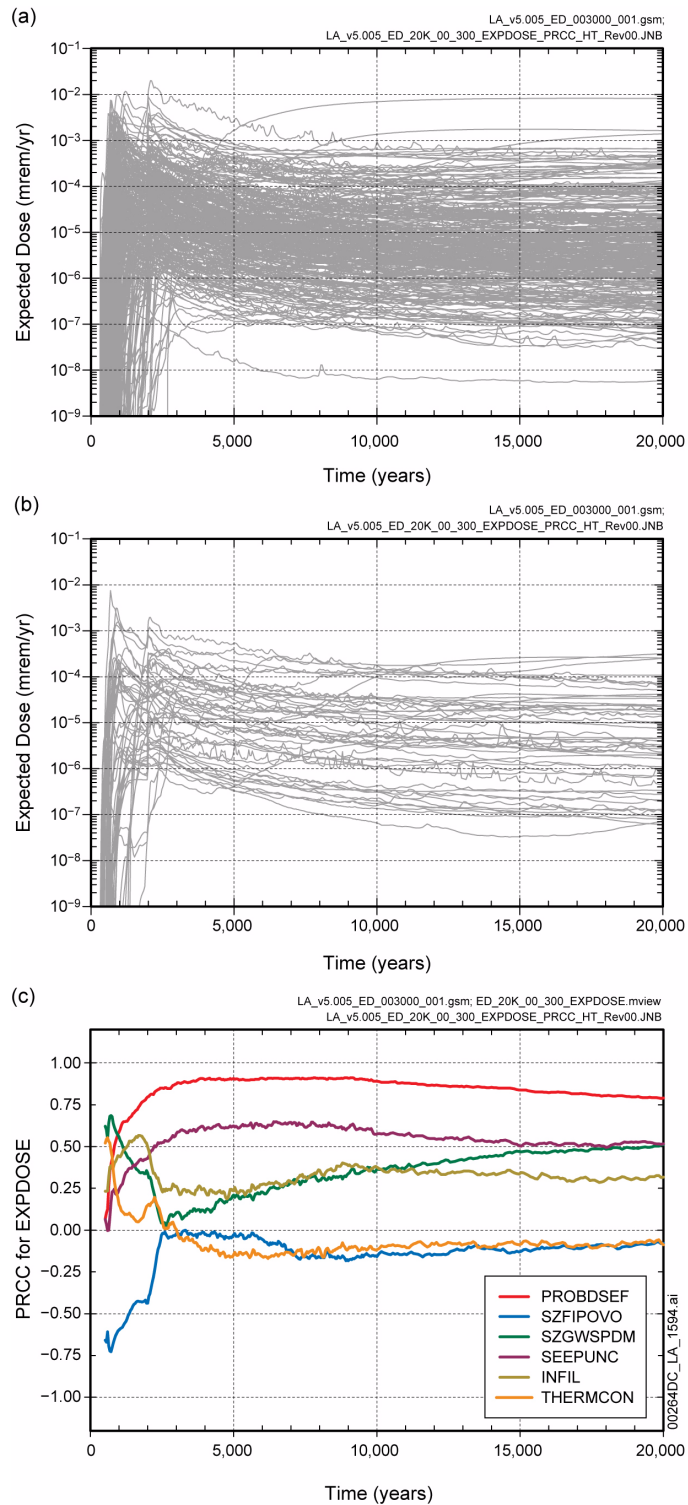 (a)
LA_v5.005_ED_003000_001.gsm;
LA_v5.005_ED_20K_00_300_EXPDOSE_PRCC_HT_Rev00.JNB
Expected Dose (mrem/yr)
10⁻¹
10⁻²
10⁻³
10⁻⁴
10⁻⁵
10⁻⁶
10⁻⁷
10⁻⁸
10⁻⁹
0 5,000 10,000 15,000 20,000
Time (years)
(b)
LA_v5.005_ED_003000_001.gsm;
LA_v5.005_ED_20K_00_300_EXPDOSE_PRCC_HT_Rev00.JNB
Expected Dose (mrem/yr)
10⁻¹
10⁻²
10⁻³
10⁻⁴
10⁻⁵
10⁻⁶
10⁻⁷
10⁻⁸
10⁻⁹
0 5,000 10,000 15,000 20,000
Time (years)
(c)
LA_v5.005_ED_003000_001.gsm; ED_20K_00_300_EXPDOSE.mview
LA_v5.005_ED_20K_00_300_EXPDOSE_PRCC_HT_Rev00.JNB
PRCC for EXPDOSE
1.00
0.75
0.50
0.25
0.00
−0.25
−0.50
−0.75
−1.00
PROBDSEF
SZFIPOVO
SZGWSPDM
SEEPUNC
INFIL
THERMCON
00264DC_LA_1594.ai
0 5,000 10,000 15,000 20,000
Time (years)